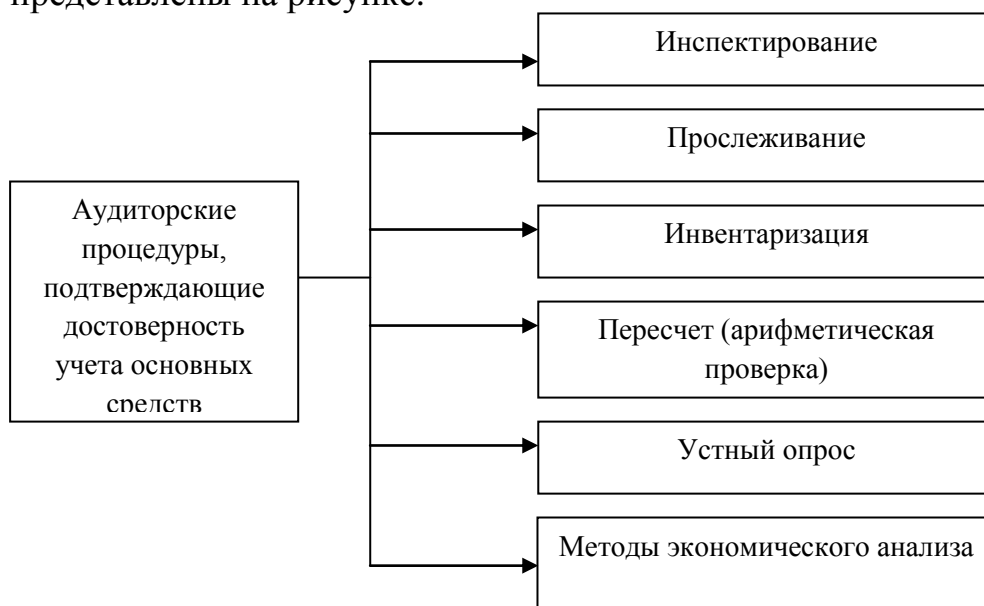 представлены на рисунке.
Инспектирование
Прослеживание
Аудиторские
процедуры,
подтверждающие
достоверность
учета основных
средств
Инвентаризация
Пересчет (арифметическая
проверка)
Устный опрос
Методы экономического анализа